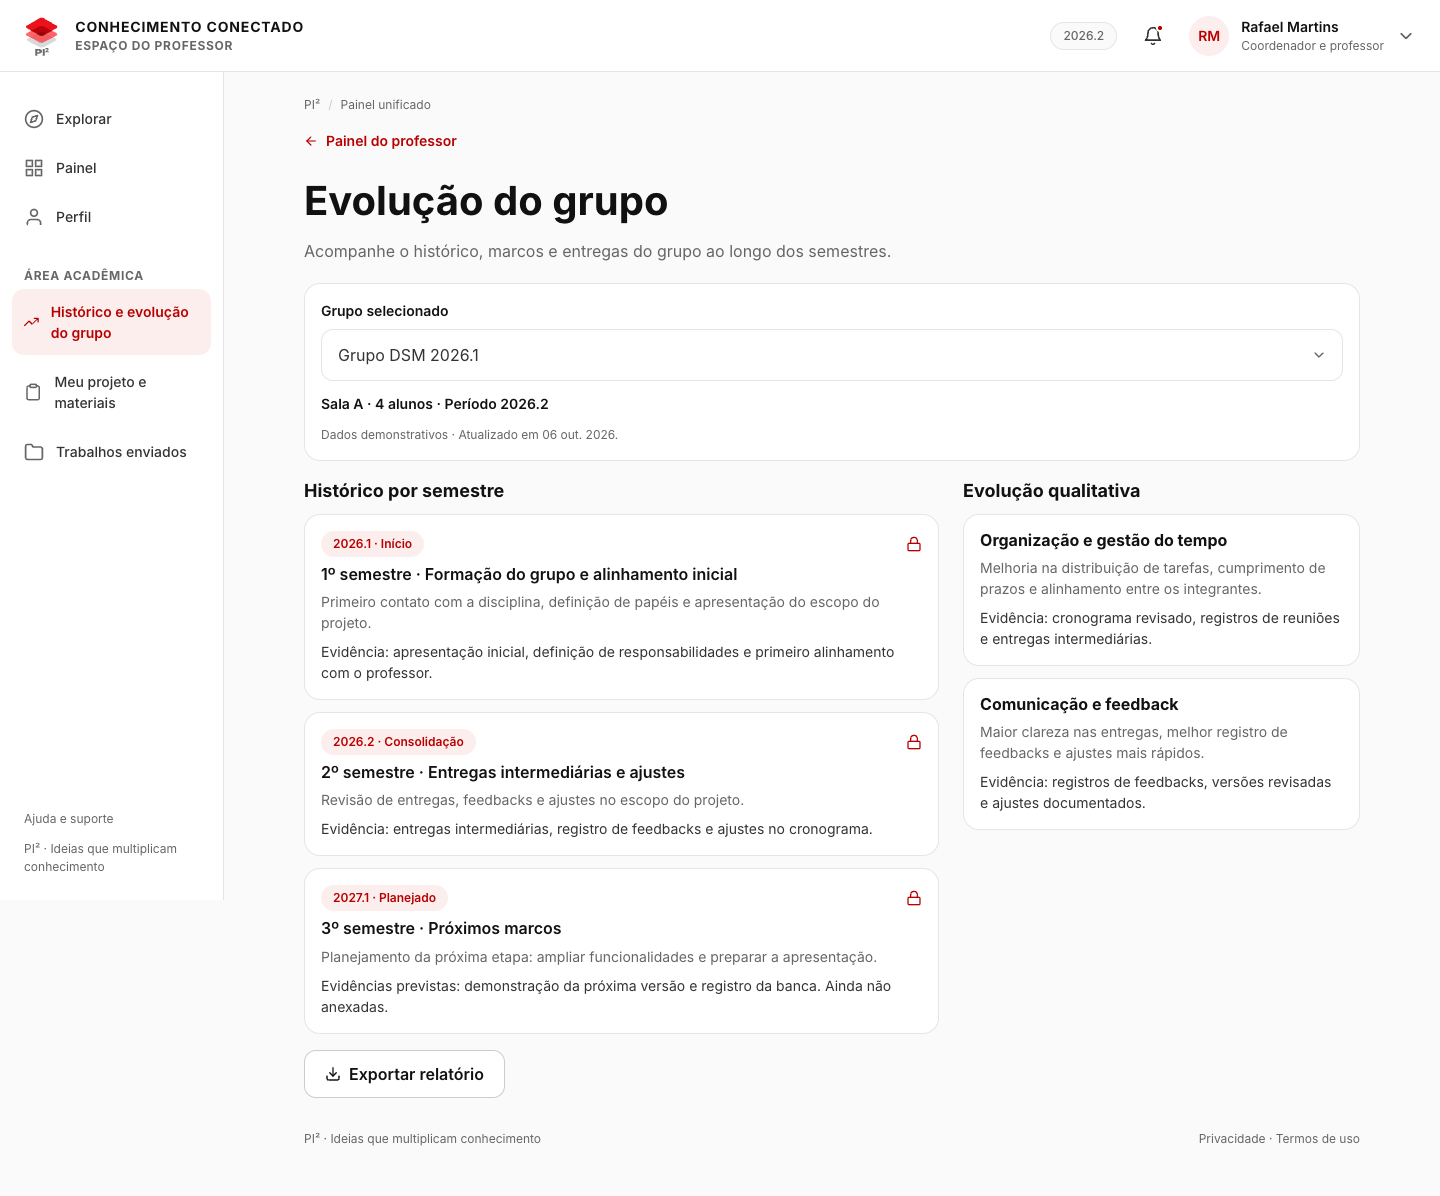 CONHECIMENTO CONECTADO
ESPAÇO DO PROFESSOR
PI²
2026.2
RM
Rafael Martins
Coordenador e professor
Explorar
Painel
Perfil
ÁREA ACADÊMICA
Histórico e evolução
do grupo
Meu projeto e
materiais
Trabalhos enviados
Ajuda e suporte
PI² · Ideias que multiplicam
conhecimento
PI² / Painel unificado
Painel do professor
Evolução do grupo
Acompanhe o histórico, marcos e entregas do grupo ao longo dos semestres.
Grupo selecionado
Grupo DSM 2026.1
Sala A · 4 alunos · Período 2026.2
Dados demonstrativos · Atualizado em 06 out. 2026.
Histórico por semestre
2026.1 · Início
1º semestre · Formação do grupo e alinhamento inicial
Primeiro contato com a disciplina, definição de papéis e apresentação do escopo do
projeto.
Evidência: apresentação inicial, definição de responsabilidades e primeiro alinhamento
com o professor.
2026.2 · Consolidação
2º semestre · Entregas intermediárias e ajustes
Revisão de entregas, feedbacks e ajustes no escopo do projeto.
Evidência: entregas intermediárias, registro de feedbacks e ajustes no cronograma.
2027.1 · Planejado
3º semestre · Próximos marcos
Planejamento da próxima etapa: ampliar funcionalidades e preparar a apresentação.
Evidências previstas: demonstração da próxima versão e registro da banca. Ainda não
anexadas.
Exportar relatório
Evolução qualitativa
Organização e gestão do tempo
Melhoria na distribuição de tarefas, cumprimento de
prazos e alinhamento entre os integrantes.
Evidência: cronograma revisado, registros de reuniões
e entregas intermediárias.
Comunicação e feedback
Maior clareza nas entregas, melhor registro de
feedbacks e ajustes mais rápidos.
Evidência: registros de feedbacks, versões revisadas
e ajustes documentados.
PI² · Ideias que multiplicam conhecimento
Privacidade · Termos de uso